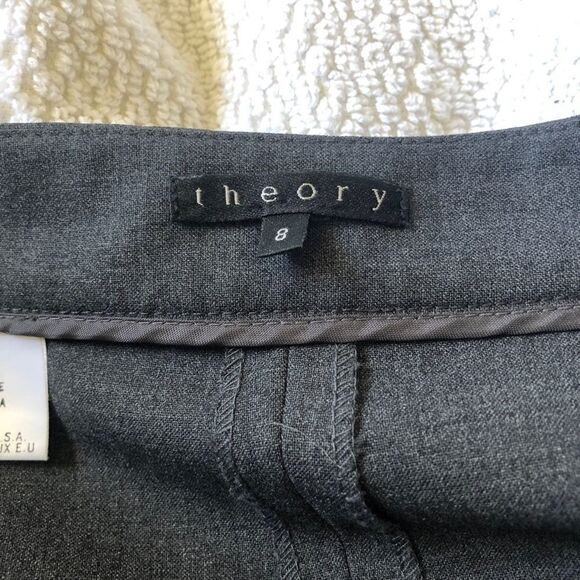 theory
8
E
A
.S.A.
UX E.U